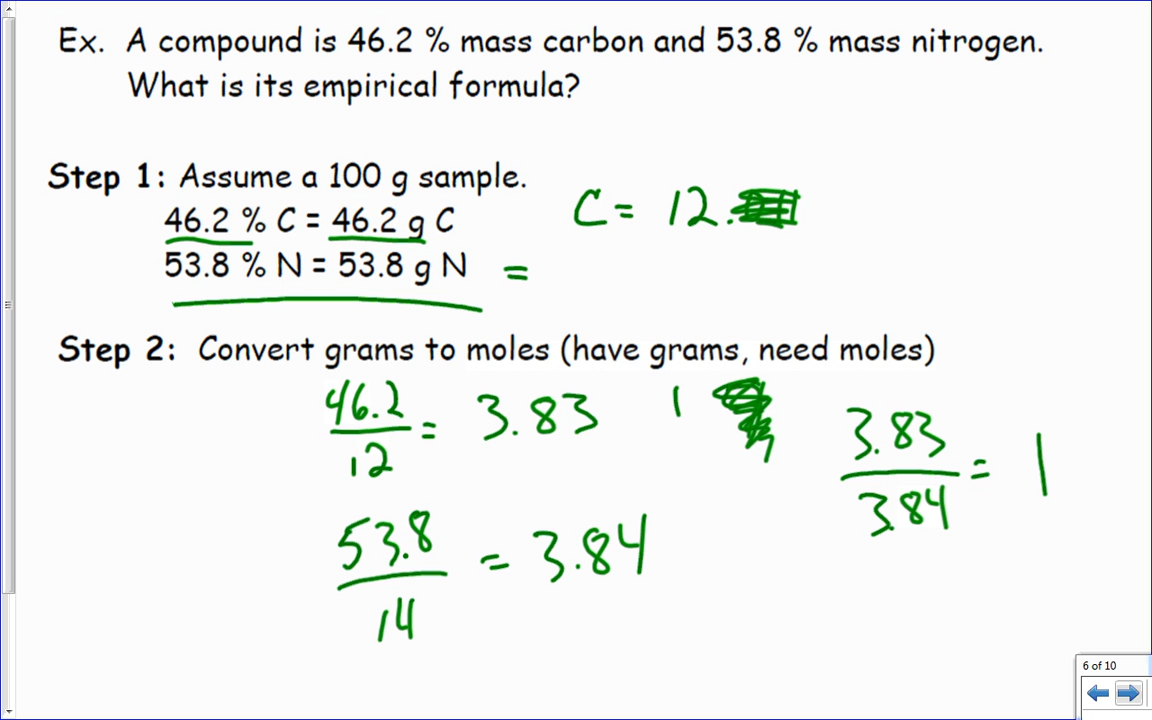 Ex. A compound is 46.2 % mass carbon and 53.8 % mass nitrogen.
What is its empirical formula?
Step 1: Assume a 100 g sample.
46.2 % C = 46.2 g C
C = 12.
53.8 % N = 53.8 g N =
Step 2: Convert grams to moles (have grams, need moles)
46.2
12
= 3.83
1
3.83
3.84
= 1
53.8
14
= 3.84
6 of 10